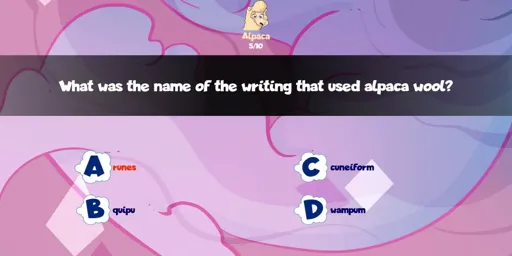 Alpaca
5/10
What was the name of the writing that used alpaca wool?
A runes
C cuneiform
B quipu
D wampum